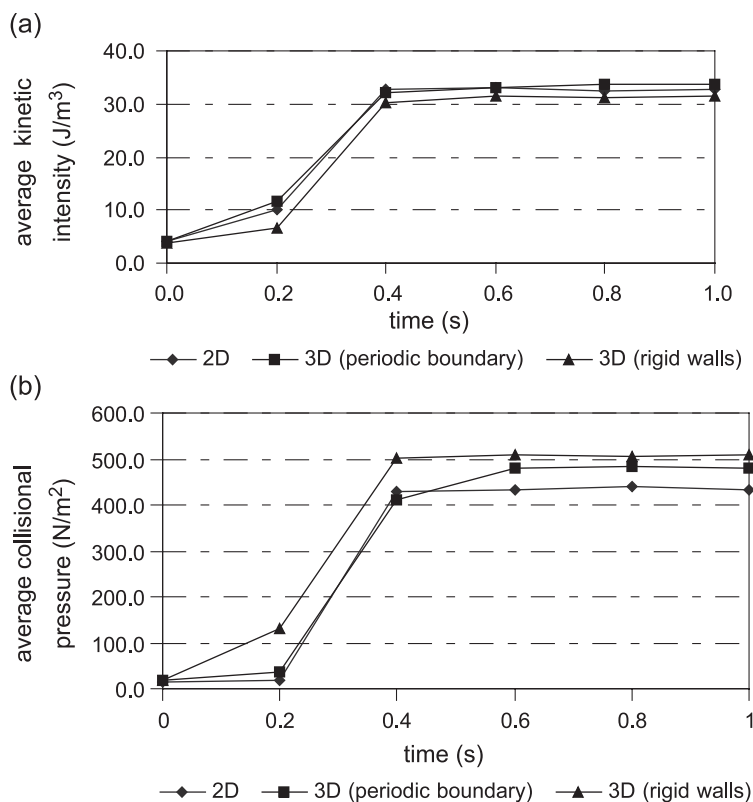 (a)
average kinetic
intensity (J/m³)
40.0
30.0
20.0
10.0
0.0
0.0 0.2 0.4 0.6 0.8 1.0
time (s)
2D 3D (periodic boundary) 3D (rigid walls)
(b)
average collisional
pressure (N/m²)
600.0
500.0
400.0
300.0
200.0
100.0
0.0
0 0.2 0.4 0.6 0.8 1
time (s)
2D 3D (periodic boundary) 3D (rigid walls)